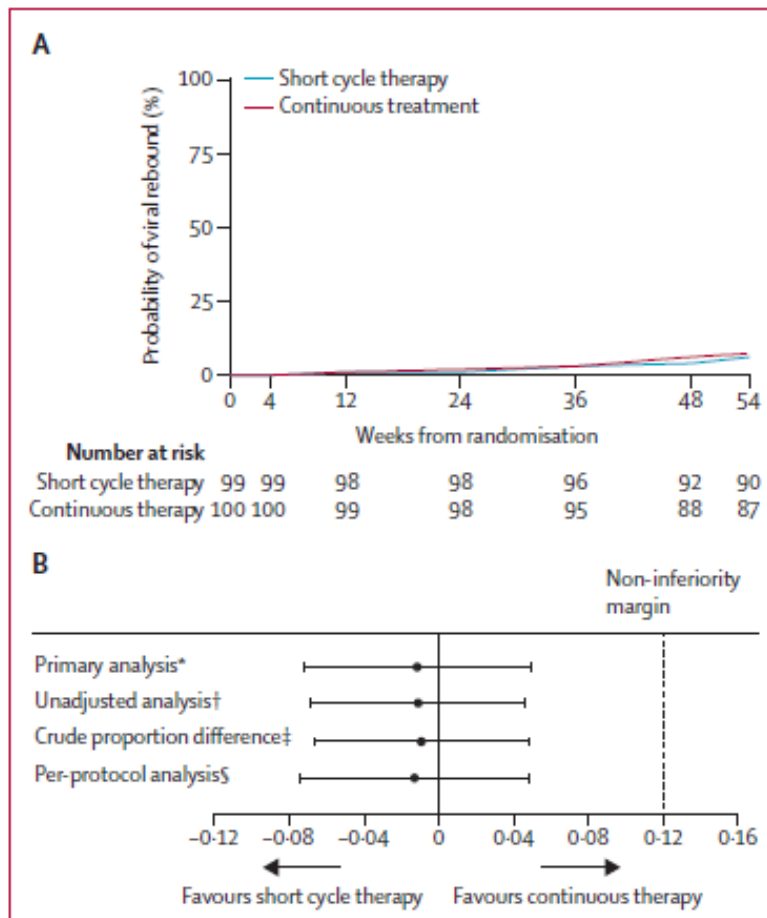 A
100
Short cycle therapy
Continuous treatment
75
50
25
0
Probability of viral rebound (%)
0 4 12 24 36 48 54
Weeks from randomisation
Number at risk
Short cycle therapy 99 99 98 98 96 92 90
Continuous therapy 100 100 99 98 95 88 87
B
Non-inferiority
margin
Primary analysis*
Unadjusted analysis†
Crude proportion difference‡
Per-protocol analysis§
–0·12 –0·08 –0·04 0 0·04 0·08 0·12 0·16
Favours short cycle therapy Favours continuous therapy